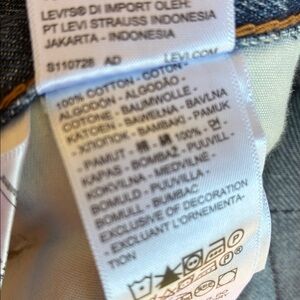 LEVI'S® DI IMPORT OLEH:
PT LEVI STRAUSS INDONESIA
JAKARTA - INDONESIA
S110726 AD LEVI.COM
100% COTTON - COTON -
ALGODÓN - ALGODÃO -
COTONE - BAUMWOLLE -
KATOEN - BAWEŁNA - BAVLNA
- ХЛОПОК - ΒΑΜΒΑΚΙ - PAMUK
- PAMUT - 棉 - 綿 100% - 면
- KAPAS - BOMBAŽ - PUUVILL -
KOKVILNA - MEDVILNĖ -
BOMULD - PUUVILLA -
BOMULL - BUMBAC
EXCLUSIVE OF DECORATION
- EXCLUANT L'ORNEMENTA-
TION